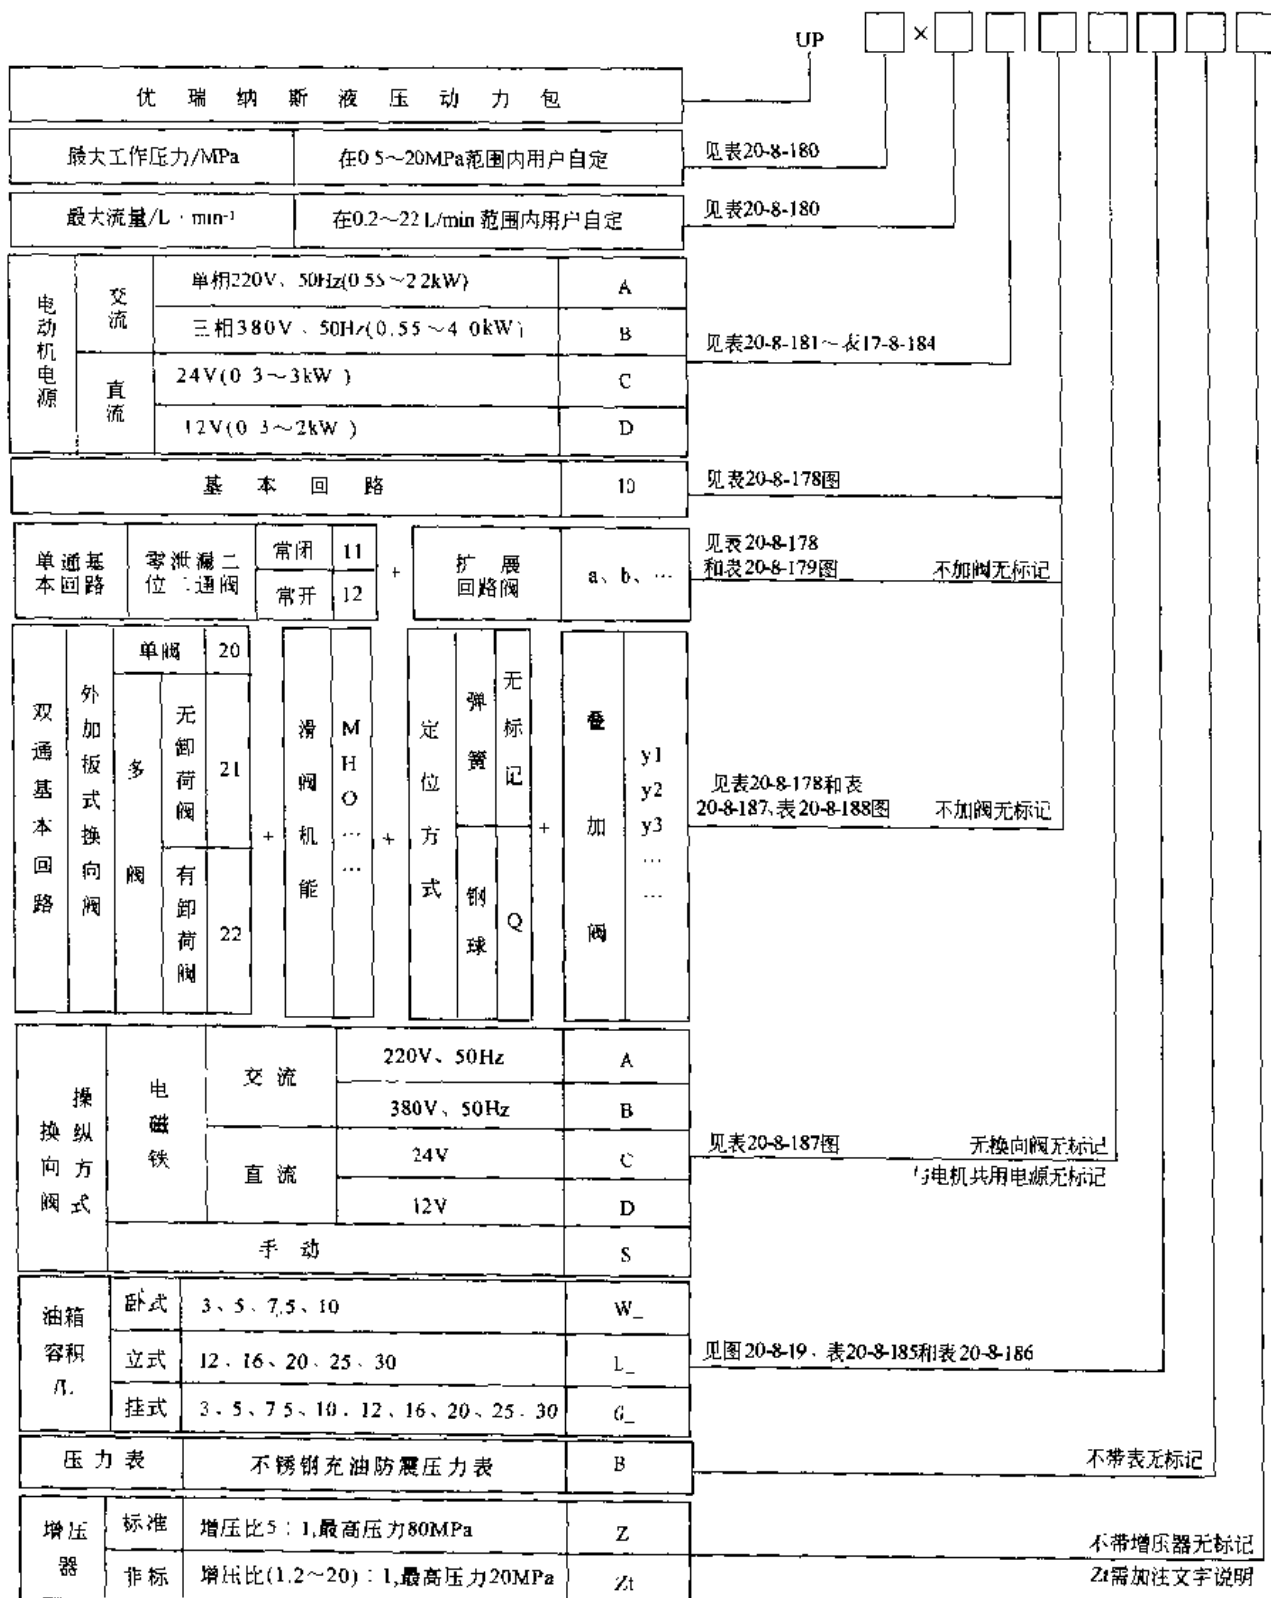 UP □×□□□□□□□
优瑞纳斯液压动力包
最大工作压力/MPa 在0 5～20MPa范围内用户自定 见表20-8-180
最大流量/L·min-1 在0.2～22 L/min 范围内用户自定 见表20-8-180
电动机电源 交流 单相220V、50Hz(0 55～22kW) A
三相380V、50Hz(0.55～4 0kW) B
见表20-8-181～表17-8-184
直流 24V(0 3～3kW ) C
12V(0 3～2kW ) D
基本回路 10 见表20-8-178图
单通基本回路 零泄漏二位二通阀 常闭 11 + 扩展回路阀 a、b、… 见表20-8-178
和表20-8-179图 不加阀无标记
常开 12
双通基本回路 外加板式换向阀 单阀 20
多阀 无卸荷阀 21
有卸荷阀 22
+ 滑阀机能 M H O … …
+ 定位方式 弹簧 无标记
钢球 Q
+ 叠加阀 y1 y2 y3 … …
见表20-8-178和表
20-8-187、表20-8-188图 不加阀无标记
换向阀操纵方式 电磁铁 交流 220V、50Hz A
380V、50Hz B
直流 24V C 见表20-8-187图 无换向阀无标记
与电机共用电源无标记
12V D
手动 S
油箱容积/L 卧式 3、5、7,5、10 W_
立式 12、16、20、25、30 L_ 见图20-8-19、表20-8-185和表20-8-186
挂式 3、5、7 5、10、12、16、20、25、30 G_
压力表 不锈钢充油防震压力表 B 不带表无标记
增压器 标准 增压比5：1,最高压力80MPa Z 不带增压器无标记
非标 增压比(1.2～20)：1,最高压力20MPa Zt Zt需加注文字说明